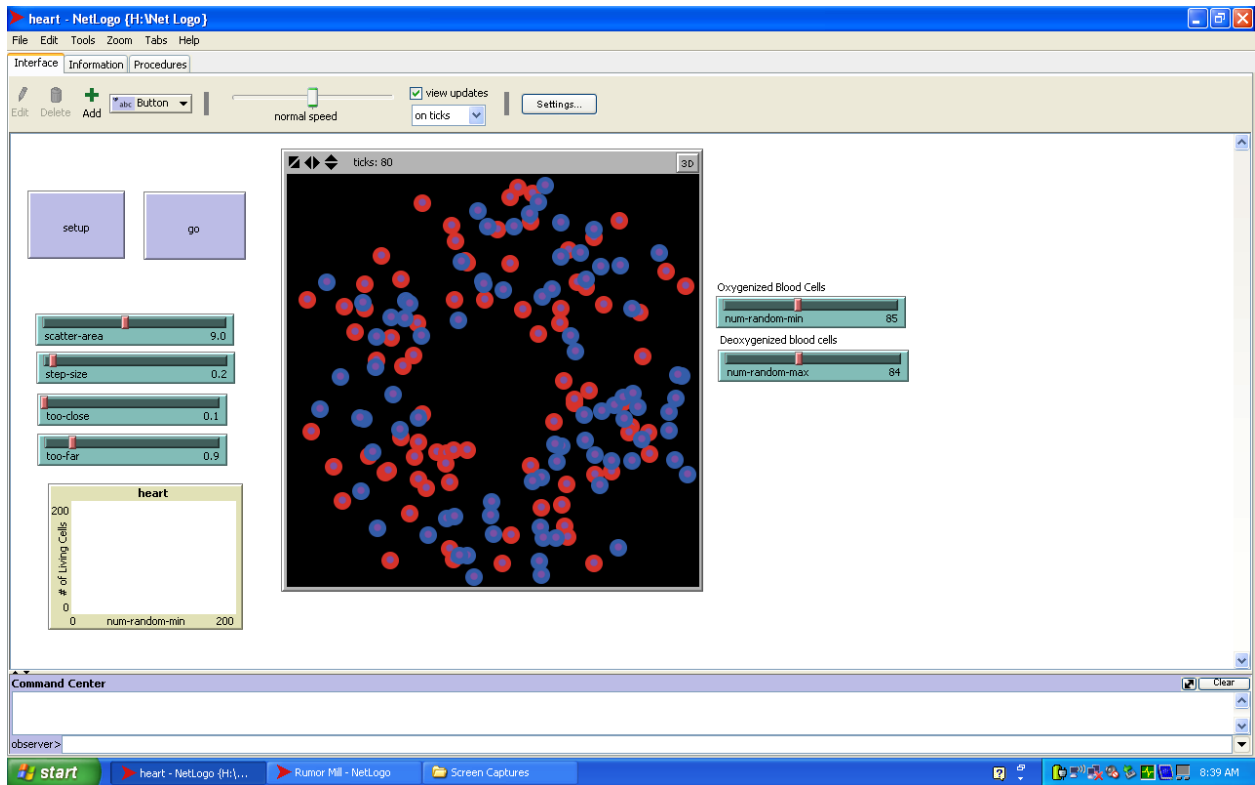 heart - NetLogo {H:\Net Logo}
File Edit Tools Zoom Tabs Help
Interface Information Procedures
Edit Delete Add abc Button normal speed view updates on ticks Settings...
ticks: 80 3D
setup go
scatter-area 9.0
step-size 0.2
too-close 0.1
too-far 0.9
Oxygenized Blood Cells
num-random-min 85
Deoxygenized blood cells
num-random-max 84
heart
200
# of Living Cells
0
0 num-random-min 200
Command Center Clear
observer>
start heart - NetLogo {H:\... Rumor Mill - NetLogo Screen Captures 8:39 AM